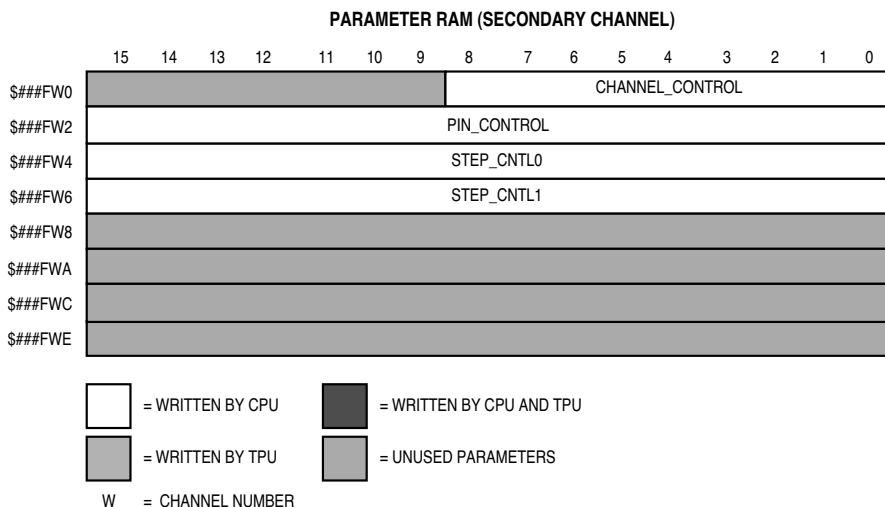 PARAMETER RAM (SECONDARY CHANNEL)
15 14 13 12 11 10 9 8 7 6 5 4 3 2 1 0
$###FW0 CHANNEL_CONTROL
$###FW2 PIN_CONTROL
$###FW4 STEP_CNTL0
$###FW6 STEP_CNTL1
$###FW8
$###FWA
$###FWC
$###FWE
= WRITTEN BY CPU = WRITTEN BY CPU AND TPU
= WRITTEN BY TPU = UNUSED PARAMETERS
W = CHANNEL NUMBER